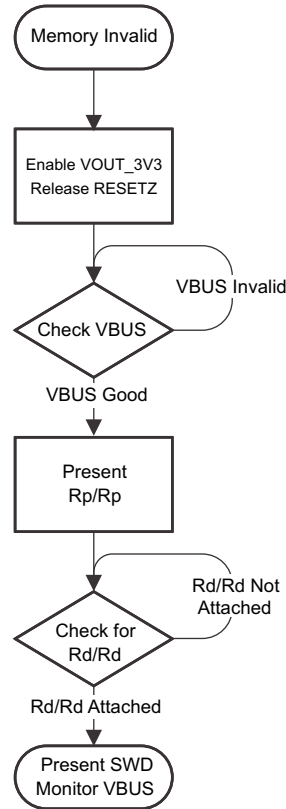 Memory Invalid
Enable VOUT_3V3
Release RESETZ
VBUS Invalid
Check VBUS
VBUS Good
Present
Rp/Rp
Rd/Rd Not
Attached
Check for
Rd/Rd
Rd/Rd Attached
Present SWD
Monitor VBUS